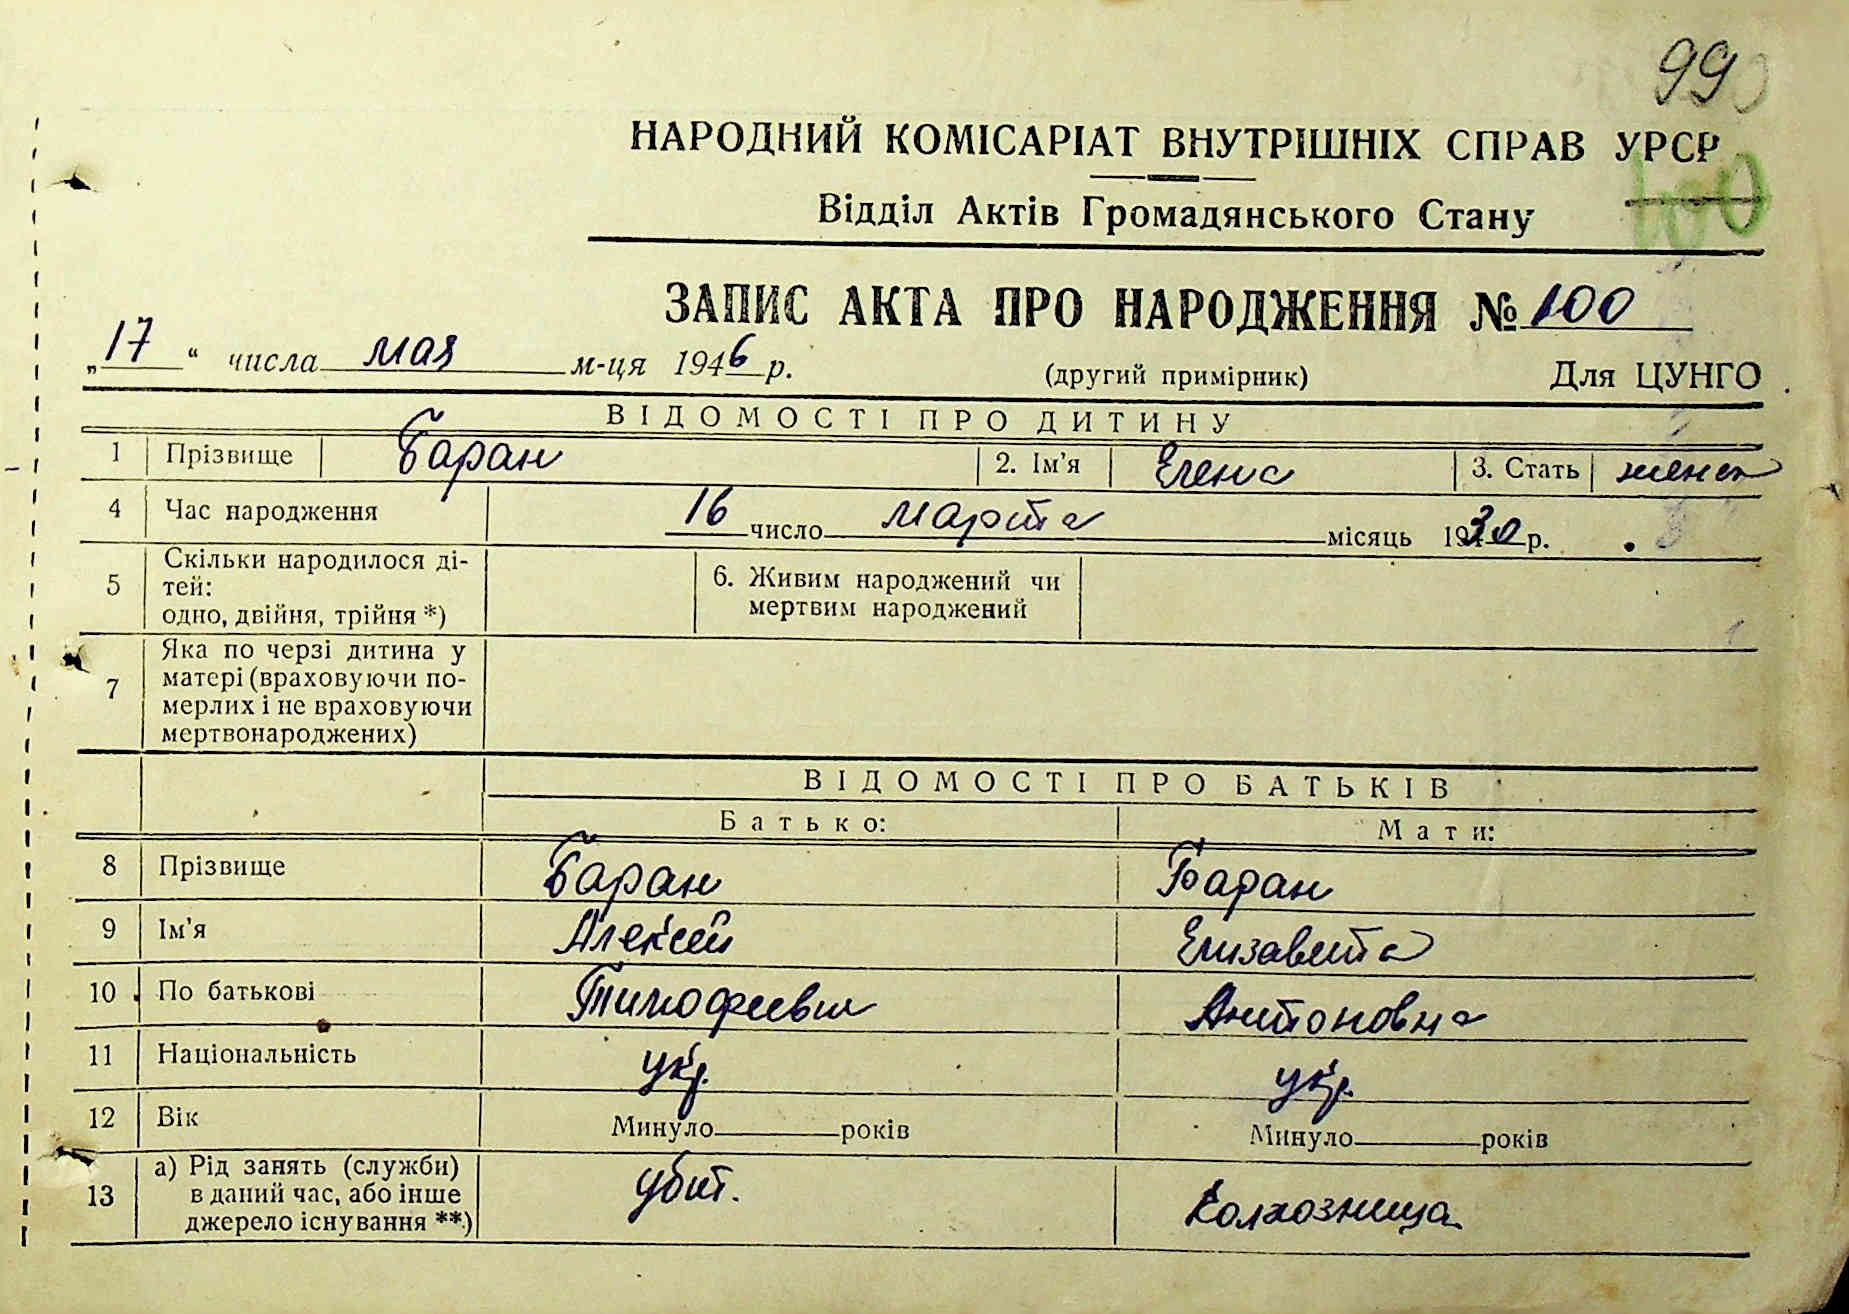 99
НАРОДНИЙ КОМІСАРІАТ ВНУТРІШНІХ СПРАВ УРСР
Відділ Актів Громадянського Стану
100
ЗАПИС АКТА ПРО НАРОДЖЕННЯ № 100
„17“ числа мая м-ця 1946 р. (другий примірник) Для ЦУНГО
ВІДОМОСТІ ПРО ДИТИНУ
1 Прізвище Баран 2. Ім'я Елена 3. Стать женск
4 Час народження 16 число марта місяць 1930 р.
5 Скільки народилося ді-
тей:
одно, двійня, трійня *)
6. Живим народжений чи
мертвим народжений
7 Яка по черзі дитина у
матері (враховуючи по-
мерлих і не враховуючи
мертвонароджених)
ВІДОМОСТІ ПРО БАТЬКІВ
Батько: Мати:
8 Прізвище Баран Баран
9 Ім'я Алексей Елизавета
10 По батькові Тимофеевич Антоновна
11 Національність укр. укр.
12 Вік Минуло років Минуло років
13 а) Рід занять (служби)
в даний час, або інше
джерело існування **)
убит. Колхозница